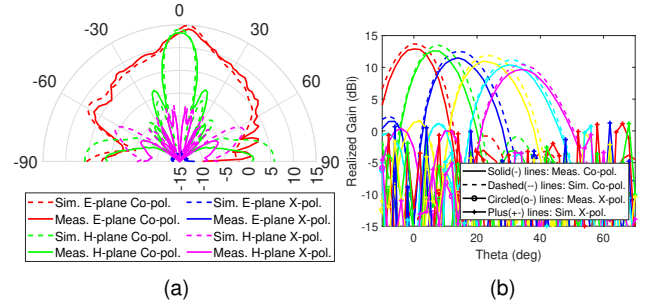 0
-30
30
-60
60
-90
90
-15
-10
-5
0
5
10
15
Sim. E-plane Co-pol.
Sim. E-plane X-pol.
Meas. E-plane Co-pol.
Meas. E-plane X-pol.
Sim. H-plane Co-pol.
Sim. H-plane X-pol.
Meas. H-plane Co-pol.
Meas. H-plane X-pol.
(a)
Realized Gain (dBi)
15
10
5
0
-5
-10
-15
Solid(-) lines: Meas. Co-pol.
Dashed(--) lines: Sim. Co-pol.
Circled(o-) lines: Meas. X-pol.
Plus(+-) lines: Sim. X-pol.
0
20
40
60
Theta (deg)
(b)